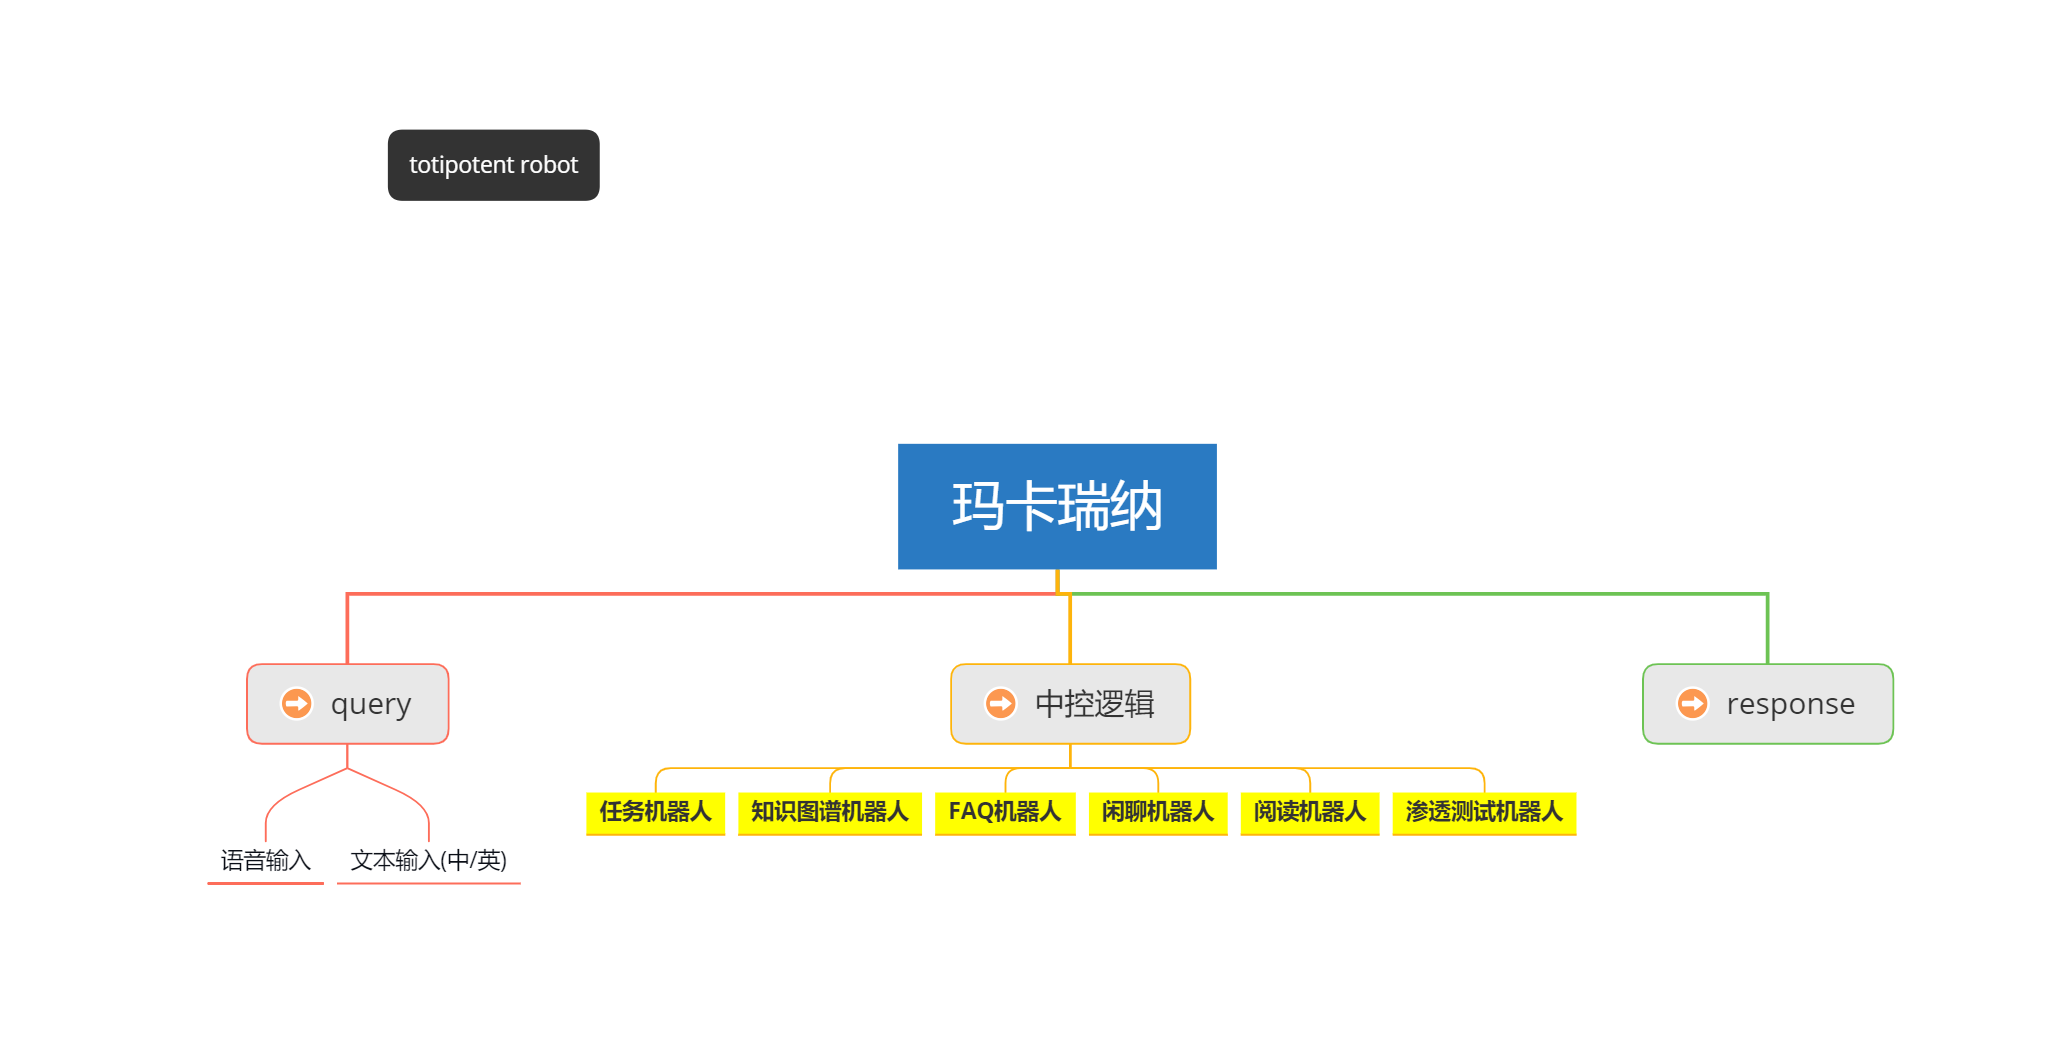 totipotent robot
玛卡瑞纳
query
中控逻辑
response
任务机器人
知识图谱机器人
FAQ机器人
闲聊机器人
阅读机器人
渗透测试机器人
语音输入
文本输入(中/英)